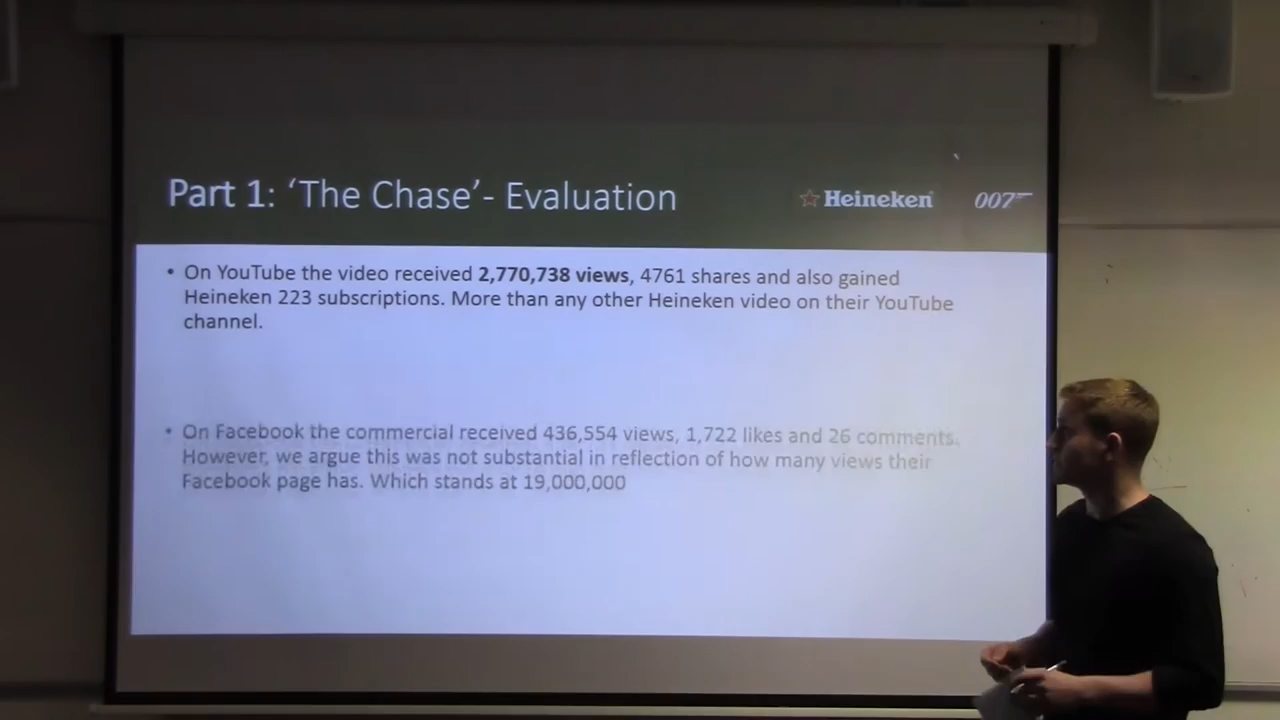 Part 1: ‘The Chase’- Evaluation
Heineken
007
• On YouTube the video received 2,770,738 views, 4761 shares and also gained
Heineken 223 subscriptions. More than any other Heineken video on their YouTube
channel.
• On Facebook the commercial received 436,554 views, 1,722 likes and 26 comments.
However, we argue this was not substantial in reflection of how many views their
Facebook page has. Which stands at 19,000,000